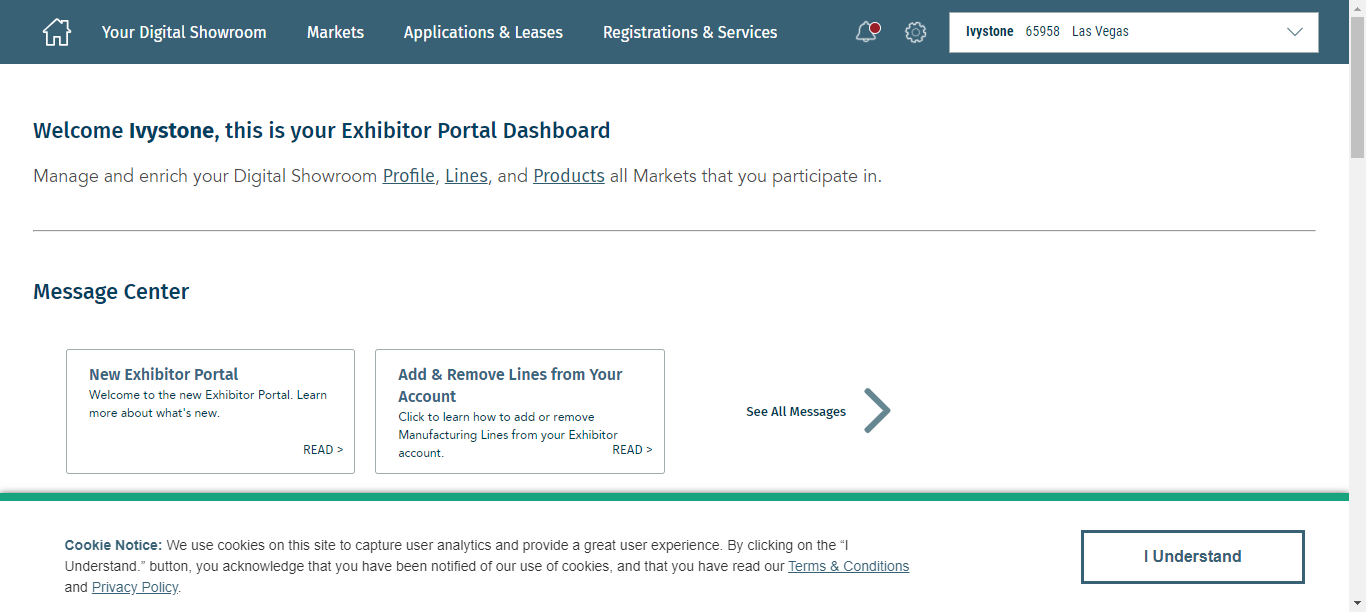 Your Digital Showroom
Markets
Applications & Leases
Registrations & Services
Ivystone 65958 Las Vegas
Welcome Ivystone, this is your Exhibitor Portal Dashboard
Manage and enrich your Digital Showroom Profile, Lines, and Products all Markets that you participate in.
Message Center
New Exhibitor Portal
Welcome to the new Exhibitor Portal. Learn
more about what's new.
READ >
Add & Remove Lines from Your
Account
Click to learn how to add or remove
Manufacturing Lines from your Exhibitor
account.
READ >
See All Messages
Cookie Notice: We use cookies on this site to capture user analytics and provide a great user experience. By clicking on the “I
Understand.” button, you acknowledge that you have been notified of our use of cookies, and that you have read our Terms & Conditions
and Privacy Policy.
I Understand